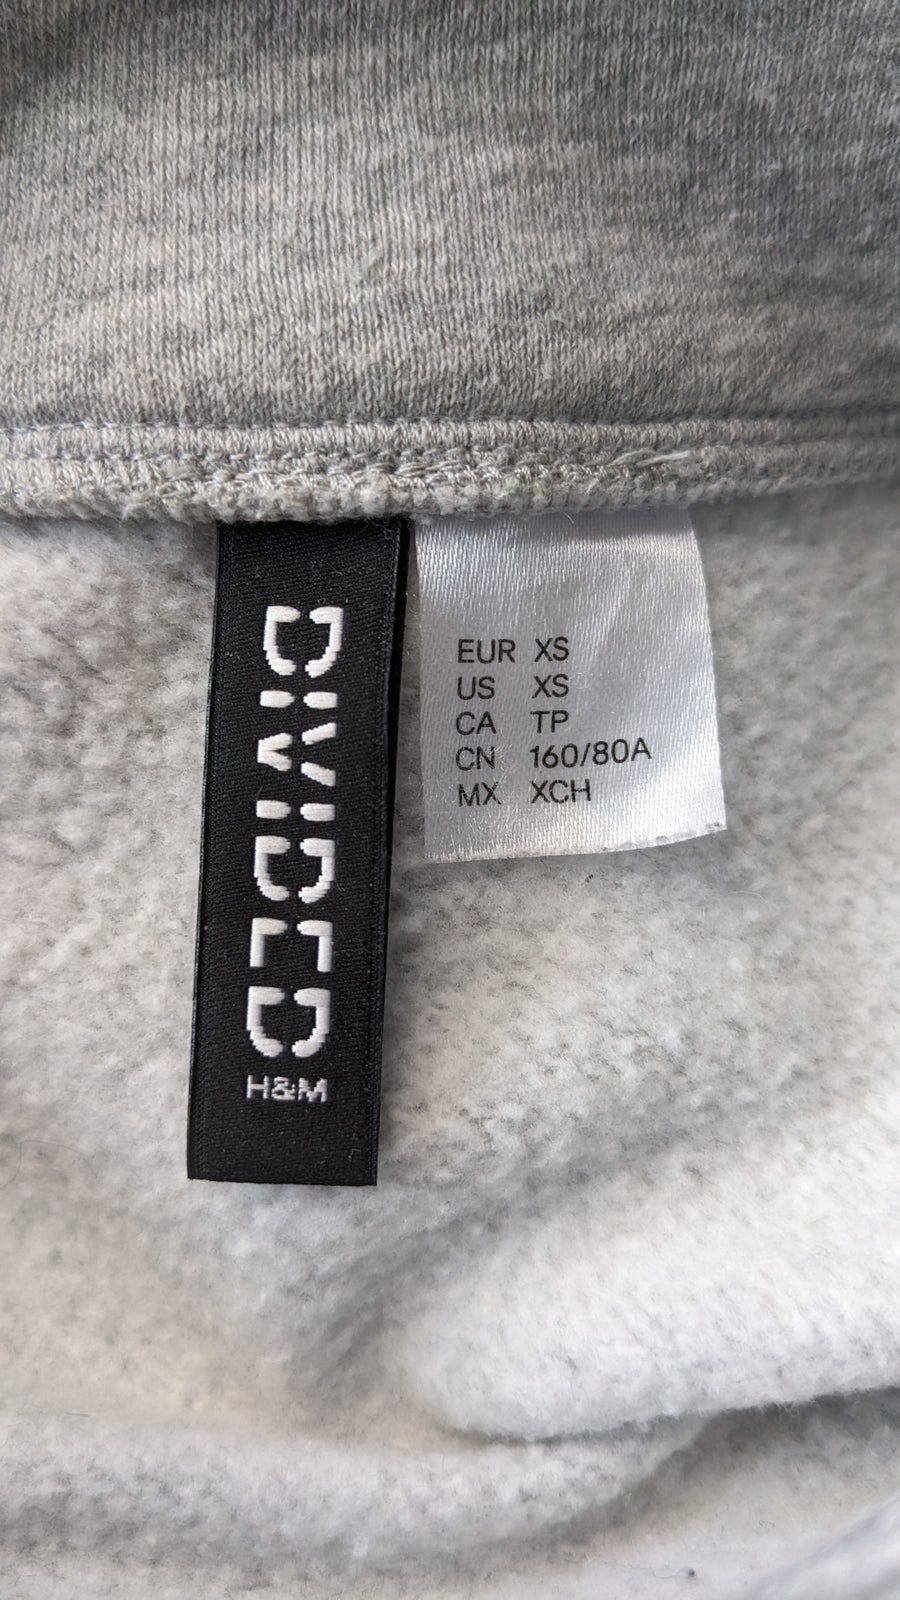 DIVIDED
H&M
EUR XS
US XS
CA TP
CN 160/80A
MX XCH